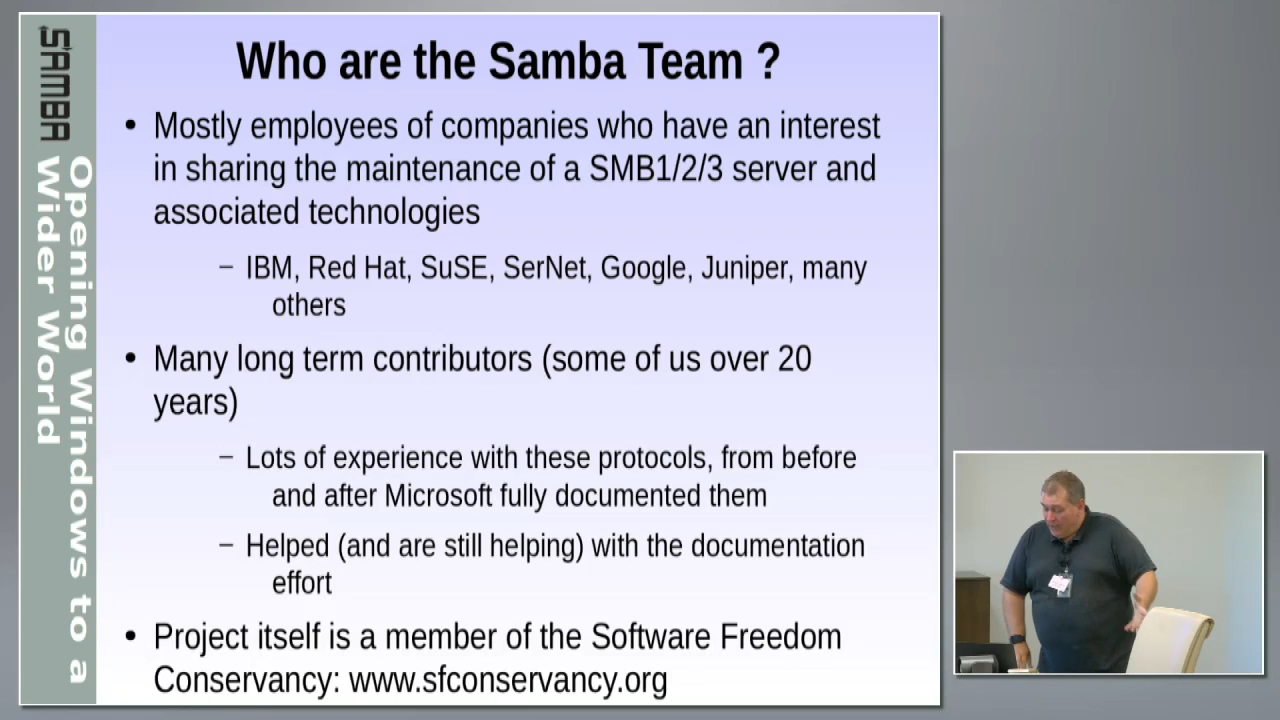 SAMBA
Opening Windows to a
Wider World
Who are the Samba Team ?
• Mostly employees of companies who have an interest
in sharing the maintenance of a SMB1/2/3 server and
associated technologies
– IBM, Red Hat, SuSE, SerNet, Google, Juniper, many
others
• Many long term contributors (some of us over 20
years)
– Lots of experience with these protocols, from before
and after Microsoft fully documented them
– Helped (and are still helping) with the documentation
effort
• Project itself is a member of the Software Freedom
Conservancy: www.sfconservancy.org